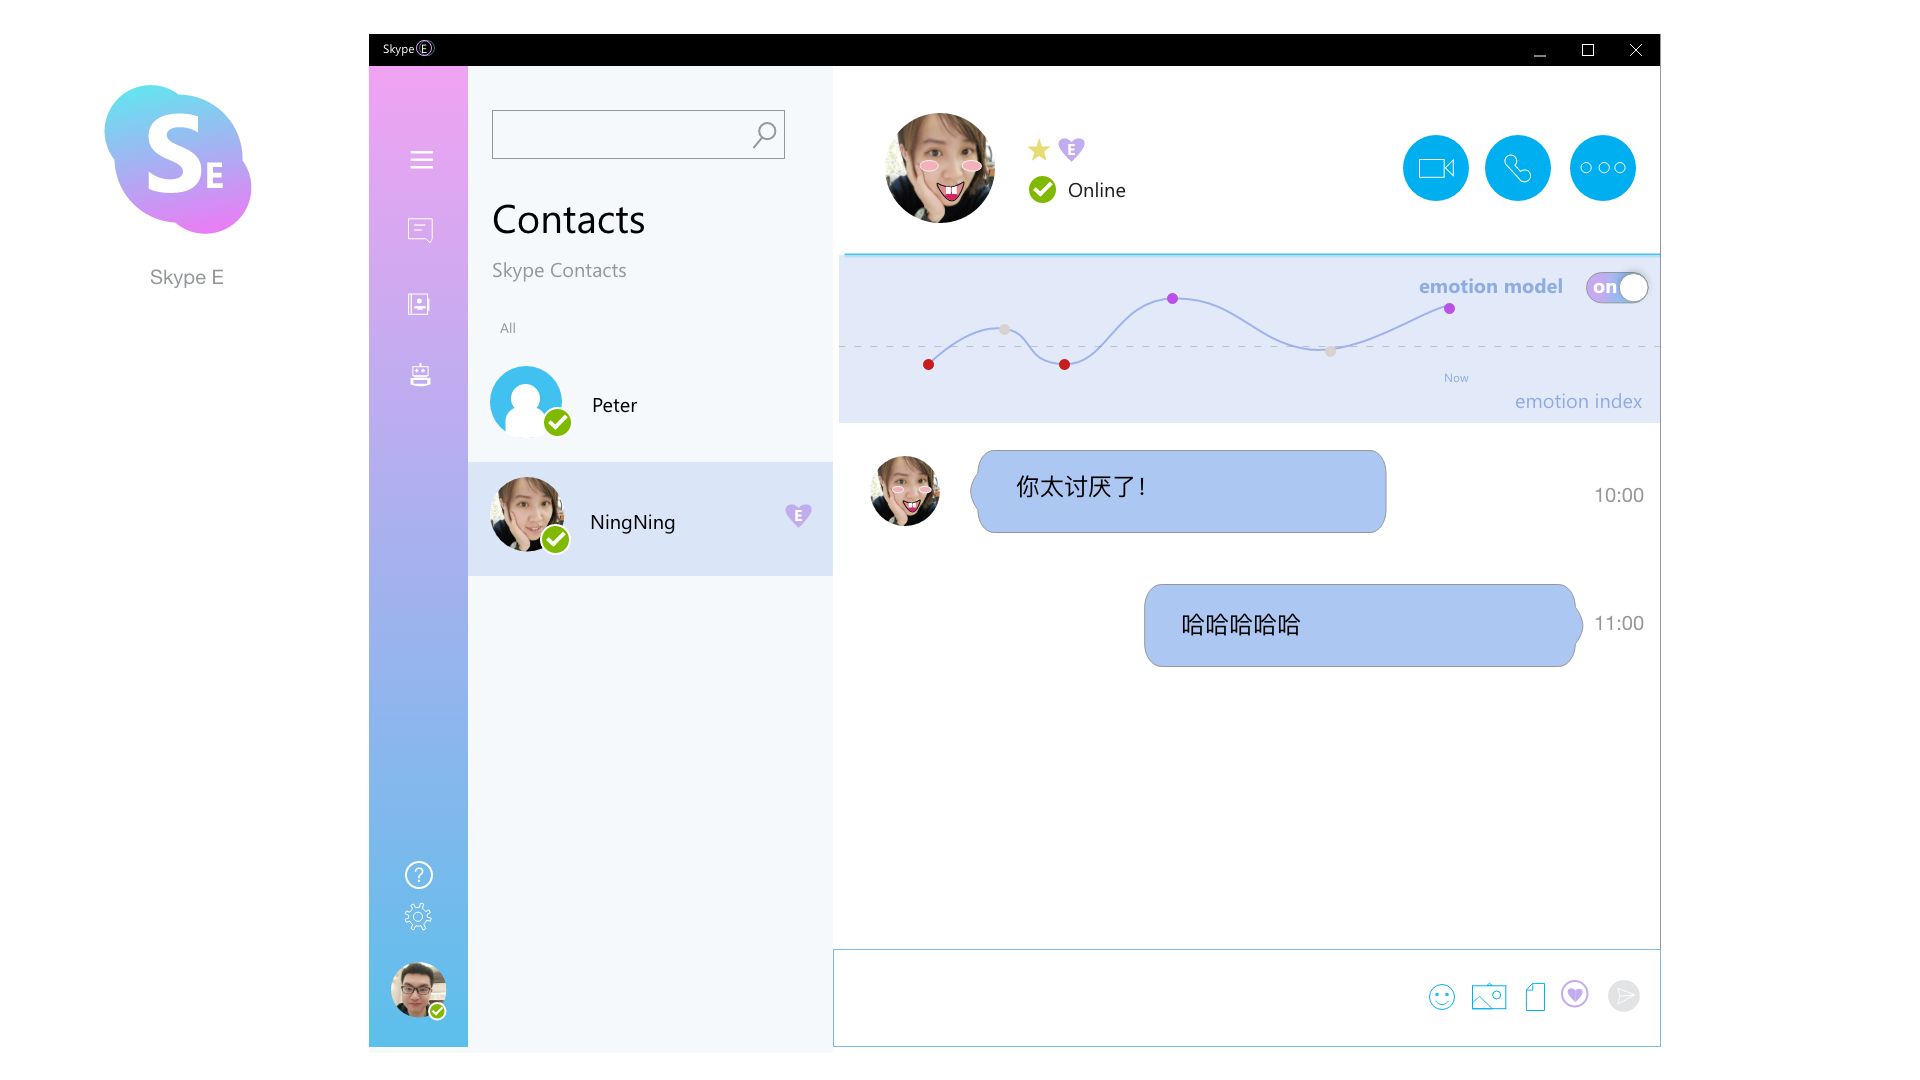 Skype E
SE
Skype E
Contacts
Skype Contacts
All
Peter
NingNing
E
E
Online
emotion model
on
Now
emotion index
你太讨厌了！
10:00
哈哈哈哈哈
11:00
?